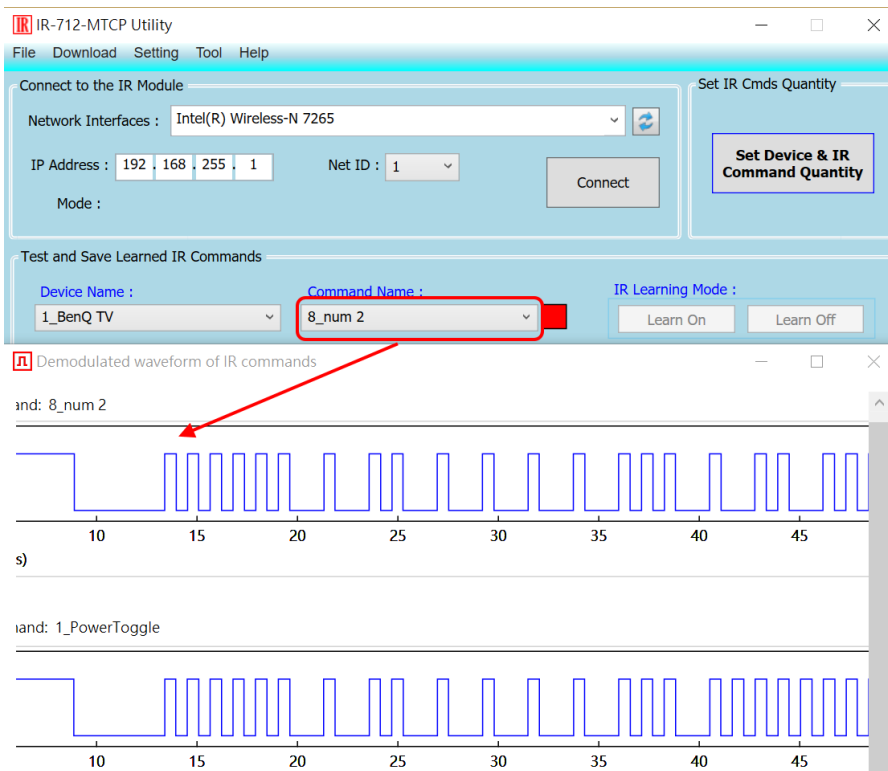 IR IR-712-MTCP Utility
File Download Setting Tool Help
Connect to the IR Module
Set IR Cmds Quantity
Network Interfaces : Intel(R) Wireless-N 7265
IP Address : 192 . 168 . 255 . 1 Net ID : 1
Connect
Set Device & IR
Command Quantity
Mode :
Test and Save Learned IR Commands
Device Name : Command Name : IR Learning Mode :
1_BenQ TV 8_num 2 Learn On Learn Off
Demodulated waveform of IR commands
and: 8_num 2
10 15 20 25 30 35 40 45
s)
and: 1_PowerToggle
10 15 20 25 30 35 40 45